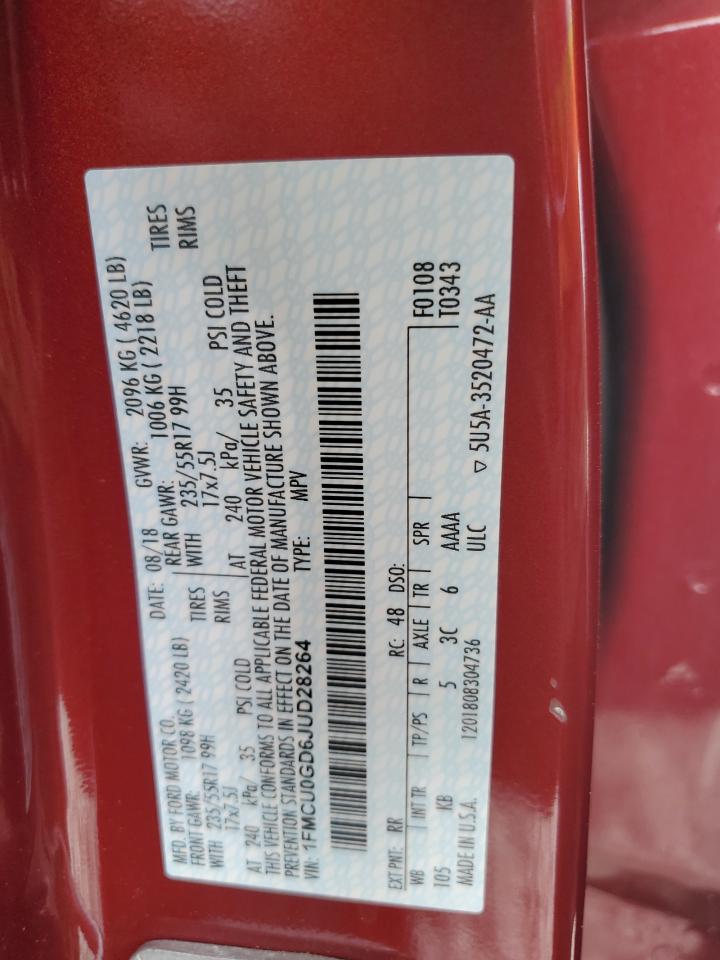 MFD. BY FORD MOTOR CO.
DATE: 08/18 GVWR: 2096 KG ( 4620 LB)
FRONT GAWR: 1098 KG ( 2420 LB) REAR GAWR: 1006 KG ( 2218 LB)
WITH 235/55R17 99H TIRES WITH 235/55R17 99H TIRES
17x7.5J RIMS 17x7.5J RIMS
AT 240 kPa/ 35 PSI COLD AT 240 kPa/ 35 PSI COLD
THIS VEHICLE CONFORMS TO ALL APPLICABLE FEDERAL MOTOR VEHICLE SAFETY AND THEFT
PREVENTION STANDARDS IN EFFECT ON THE DATE OF MANUFACTURE SHOWN ABOVE.
VIN: 1FMCU0GD6JUD28264 TYPE: MPV
EXT PNT: RR RC: 48 DSO:
WB INT TR TP/PS R AXLE TR SPR F0108
105 KB 5 3C 6 AAAA T0343
MADE IN U.S.A. 1201808304736 ULC ▽ 5U5A-3520472-AA